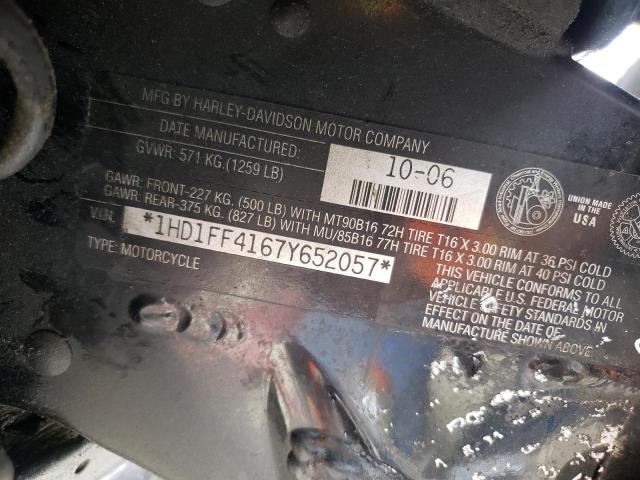 MFG BY HARLEY-DAVIDSON MOTOR COMPANY
DATE MANUFACTURED:
10-06
GVWR: 571 KG.(1259 LB)
GAWR: FRONT-227 KG. (500 LB) WITH MT90B16 72H TIRE T16 X 3.00 RIM AT 36 PSI COLD
GAWR: REAR-375 KG. (827 LB) WITH MU/85B16 77H TIRE T16 X 3.00 RIM AT 40 PSI COLD
V.I.N.
*1HD1FF4167Y652057*
TYPE: MOTORCYCLE
THIS VEHICLE CONFORMS TO ALL
APPLICABLE U.S. FEDERAL MOTOR
VEHICLE SAFETY STANDARDS IN
EFFECT ON THE DATE OF
MANUFACTURE SHOWN ABOVE
UNION MADE
IN THE
USA